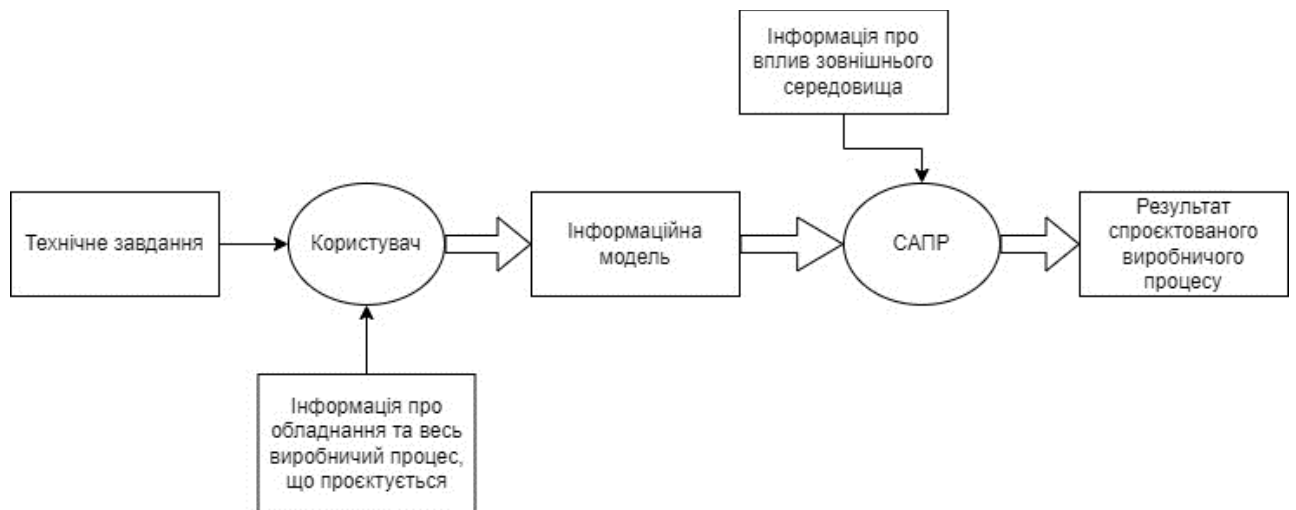 Інформація про
вплив зовнішнього
середовища
Технічне завдання
Користувач
Інформаційна
модель
САПР
Результат
спроєктованого
виробничого
процесу
Інформація про
обладнання та весь
виробничий процес,
що проєктується